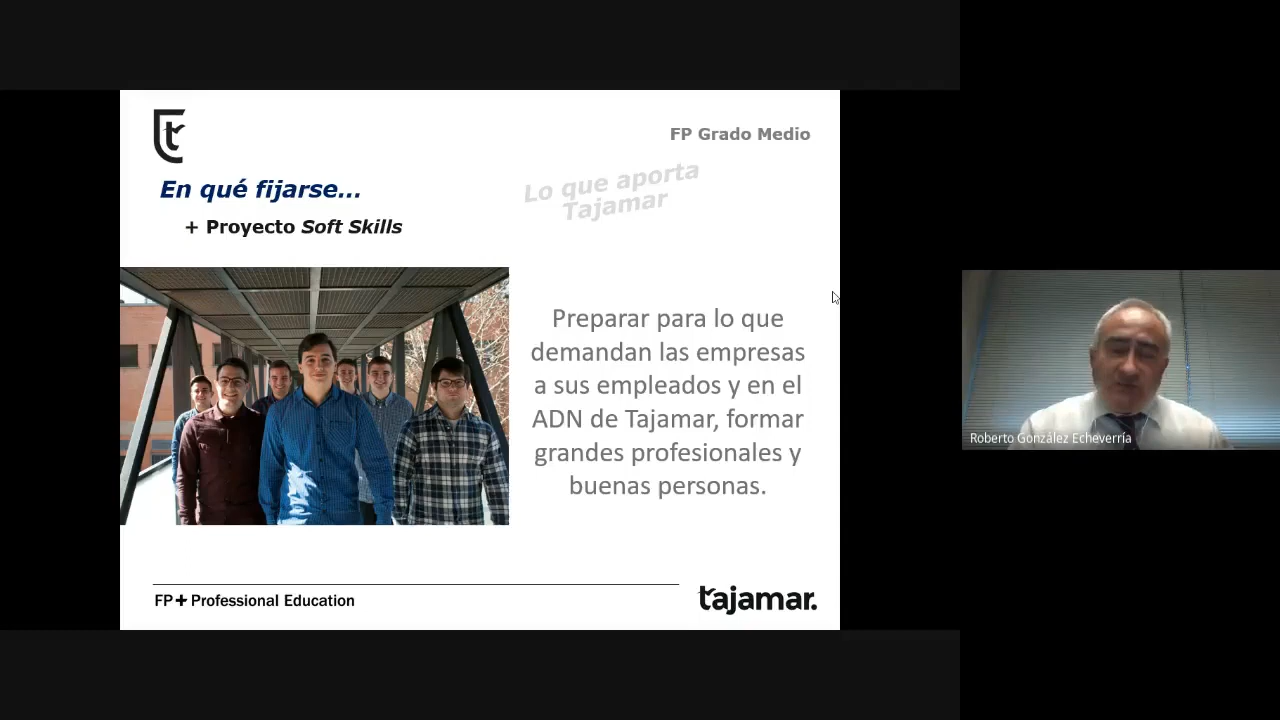 FP Grado Medio
En qué fijarse...
Lo que aporta
Tajamar
+ Proyecto Soft Skills
Preparar para lo que
demandan las empresas
a sus empleados y en el
ADN de Tajamar, formar
grandes profesionales y
buenas personas.
Roberto González Echeverría
FP+ Professional Education
tajamar.